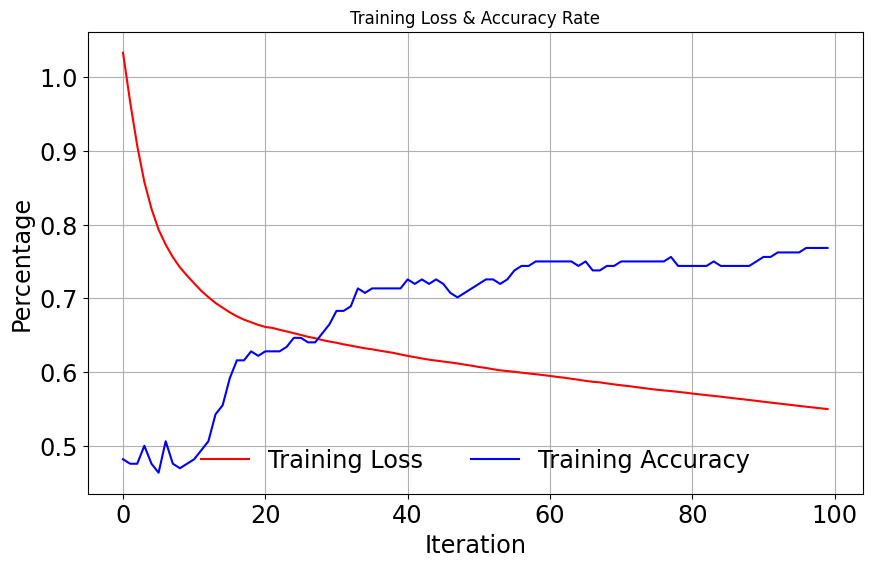 Training Loss & Accuracy Rate
Percentage
1.0
0.9
0.8
0.7
0.6
0.5
Training Loss
Training Accuracy
0
20
40
60
80
100
Iteration